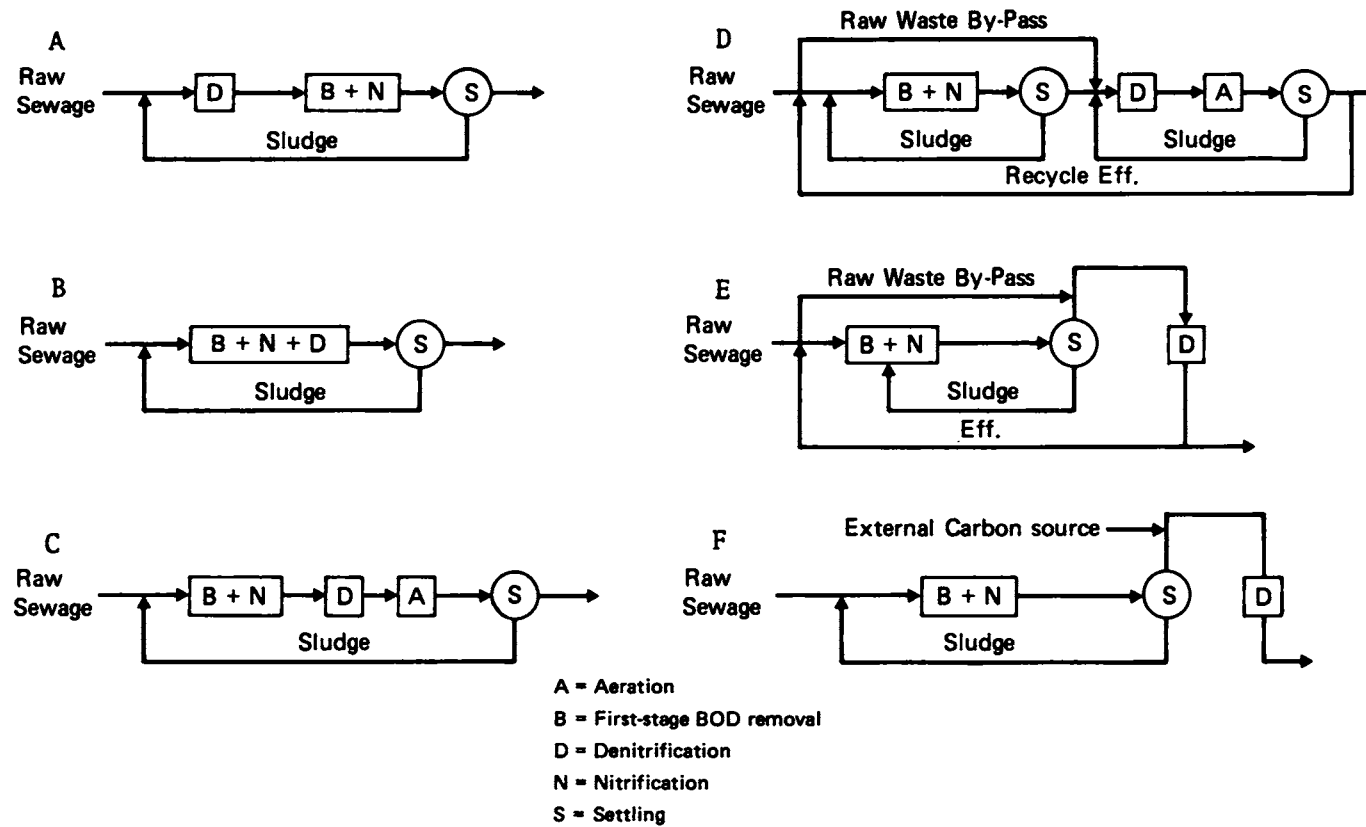 A
Raw
Sewage
D
B + N
S
Sludge
B
Raw
Sewage
B + N + D
S
Sludge
C
Raw
Sewage
B + N
D
A
S
Sludge
D
Raw Waste By-Pass
Raw
Sewage
B + N
S
D
A
S
Sludge
Sludge
Recycle Eff.
E
Raw Waste By-Pass
Raw
Sewage
B + N
S
D
Sludge
Eff.
F
External Carbon source
Raw
Sewage
B + N
S
D
Sludge
A = Aeration
B = First-stage BOD removal
D = Denitrification
N = Nitrification
S = Settling